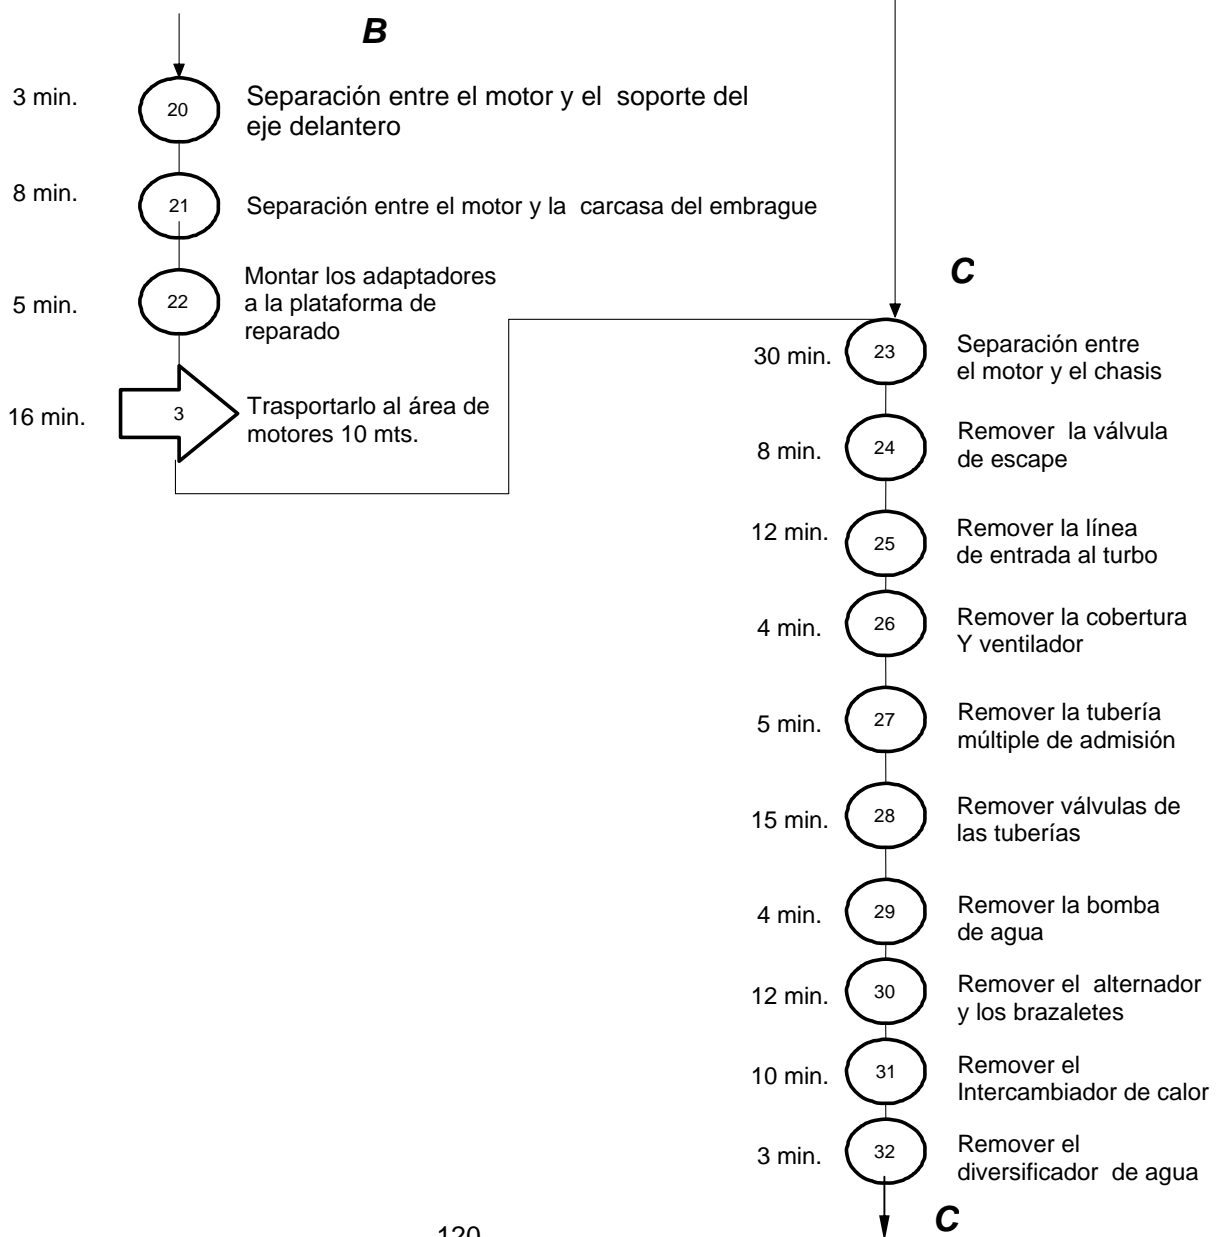 B
3 min.
20
Separación entre el motor y el soporte del
eje delantero
8 min.
21
Separación entre el motor y la carcasa del embrague
5 min.
22
Montar los adaptadores
a la plataforma de
reparado
16 min.
3
Trasportarlo al área de
motores 10 mts.
C
30 min.
23
Separación entre
el motor y el chasis
8 min.
24
Remover la válvula
de escape
12 min.
25
Remover la línea
de entrada al turbo
4 min.
26
Remover la cobertura
Y ventilador
5 min.
27
Remover la tubería
múltiple de admisión
15 min.
28
Remover válvulas de
las tuberías
4 min.
29
Remover la bomba
de agua
12 min.
30
Remover el alternador
y los brazaletes
10 min.
31
Remover el
Intercambiador de calor
3 min.
32
Remover el
diversificador de agua
C
120